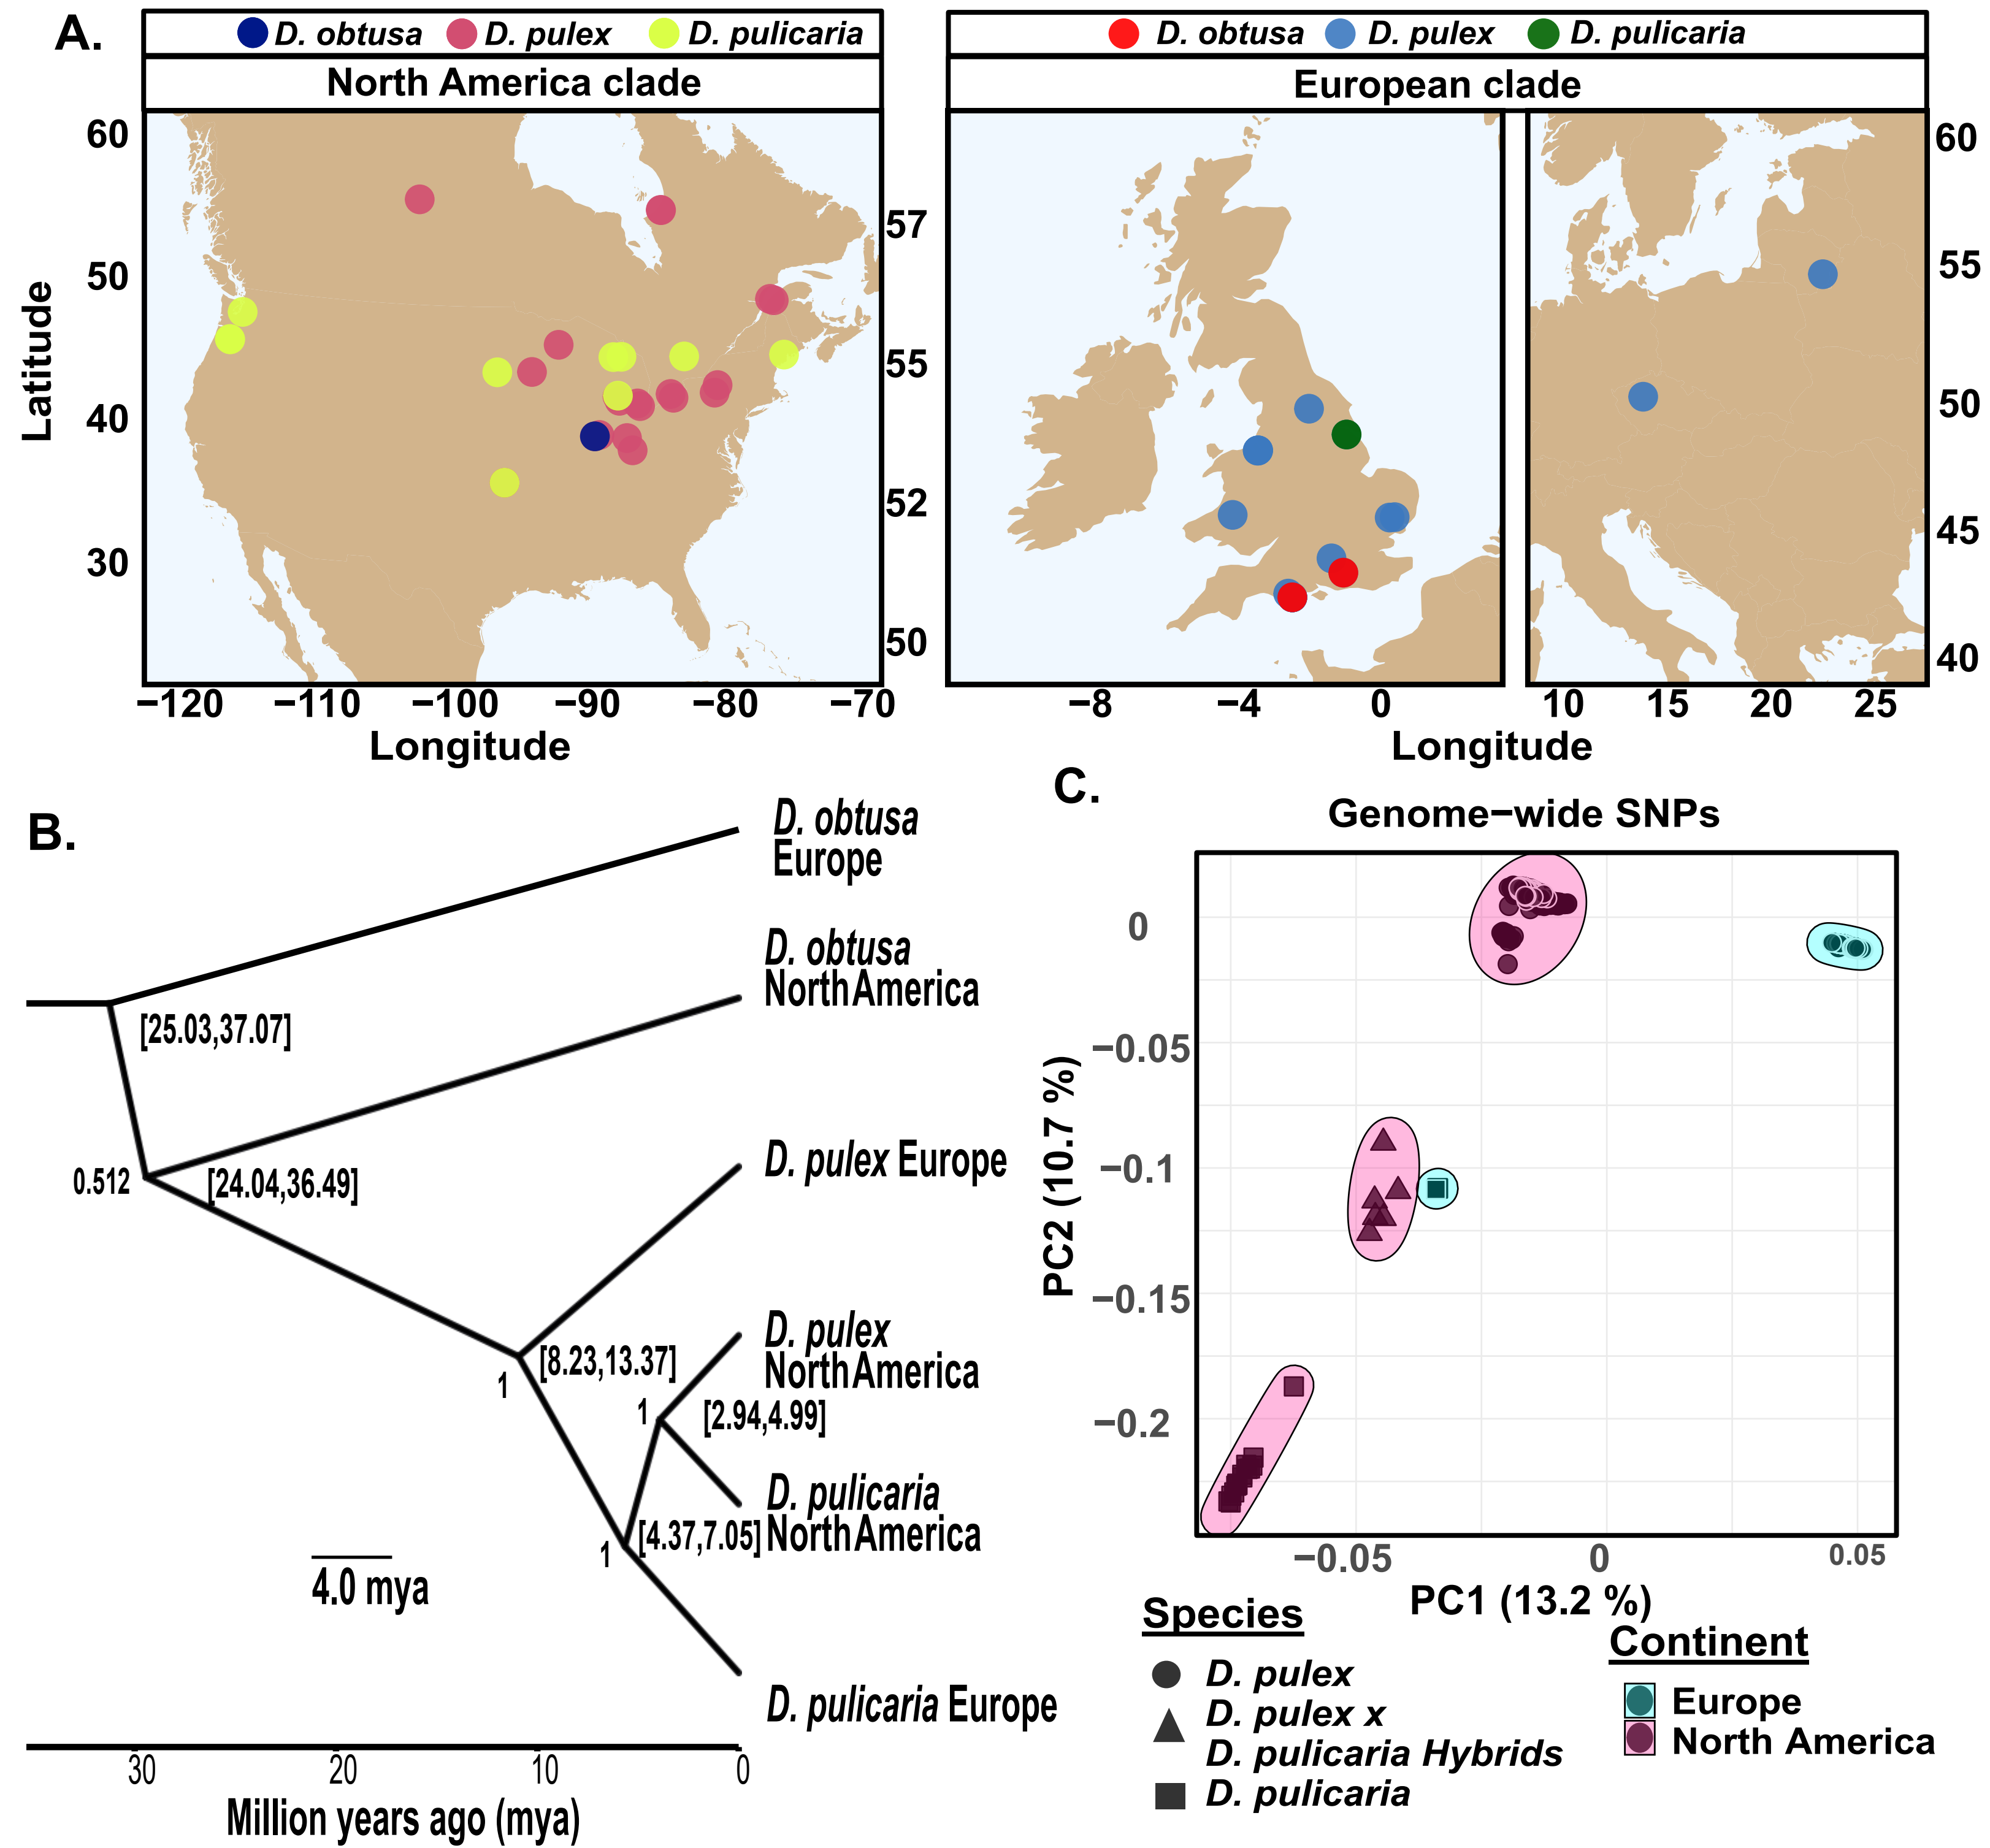 A.
D. obtusa D. pulex D. pulicaria
North America clade
D. obtusa D. pulex D. pulicaria
European clade
Latitude
60
50
40
30
−120 −110 −100 −90 −80 −70
Longitude
57
55
52
50
−8 −4 0
10 15 20 25
Longitude
60
55
50
45
40
B.
D. obtusa
Europe
D. obtusa
North America
D. pulex Europe
D. pulex
North America
D. pulicaria
North America
D. pulicaria Europe
[25.03,37.07]
0.512
[24.04,36.49]
1
[8.23,13.37]
1
[2.94,4.99]
1
[4.37,7.05]
4.0 mya
30 20 10 0
Million years ago (mya)
C.
Genome−wide SNPs
PC2 (10.7 %)
0
−0.05
−0.1
−0.15
−0.2
−0.05 0 0.05
PC1 (13.2 %)
Species
D. pulex
D. pulex x
D. pulicaria Hybrids
D. pulicaria
Continent
Europe
North America